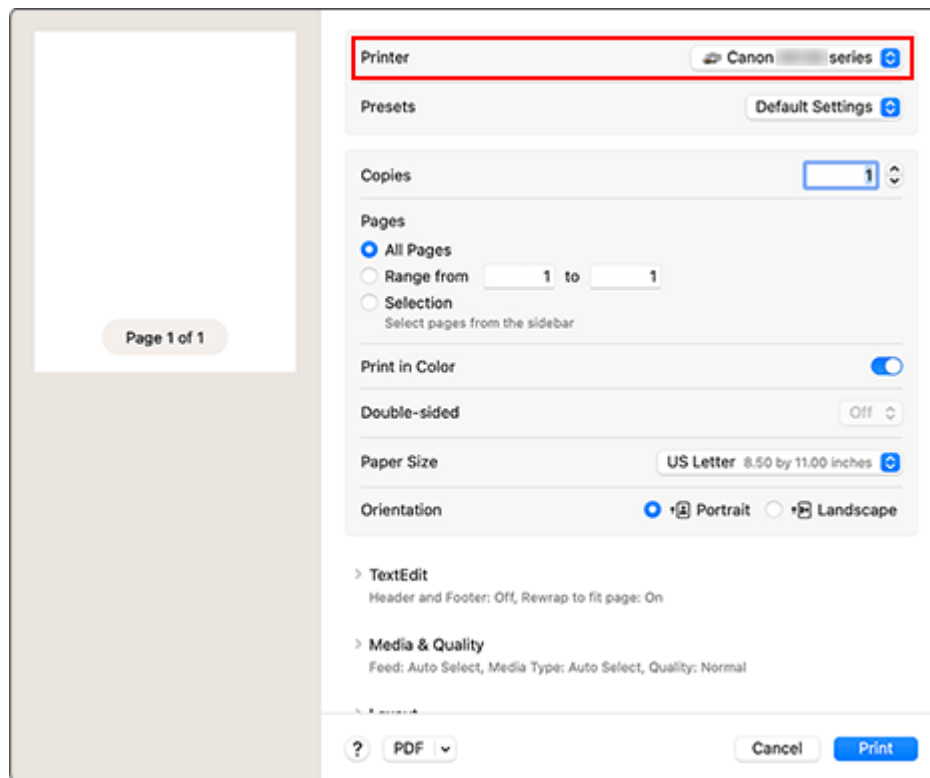 Page 1 of 1
Printer Canon series
Presets Default Settings
Copies 1
Pages
All Pages
Range from 1 to 1
Selection
Select pages from the sidebar
Print in Color
Double-sided Off
Paper Size US Letter 8.50 by 11.00 inches
Orientation Portrait Landscape
TextEdit
Header and Footer: Off, Rewrap to fit page: On
Media & Quality
Feed: Auto Select, Media Type: Auto Select, Quality: Normal
? PDF Cancel Print